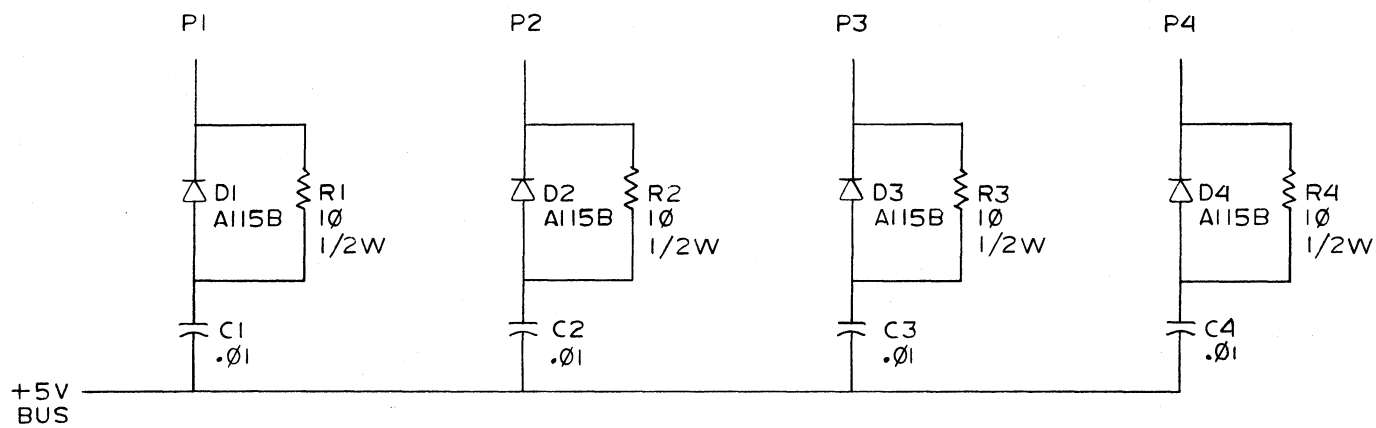 P1
P2
P3
P4
D1
A115B
R1
1Ø
1/2W
D2
A115B
R2
1Ø
1/2W
D3
A115B
R3
1Ø
1/2W
D4
A115B
R4
1Ø
1/2W
C1
.Ø1
C2
.Ø1
C3
.Ø1
C4
.Ø1
+5V
BUS